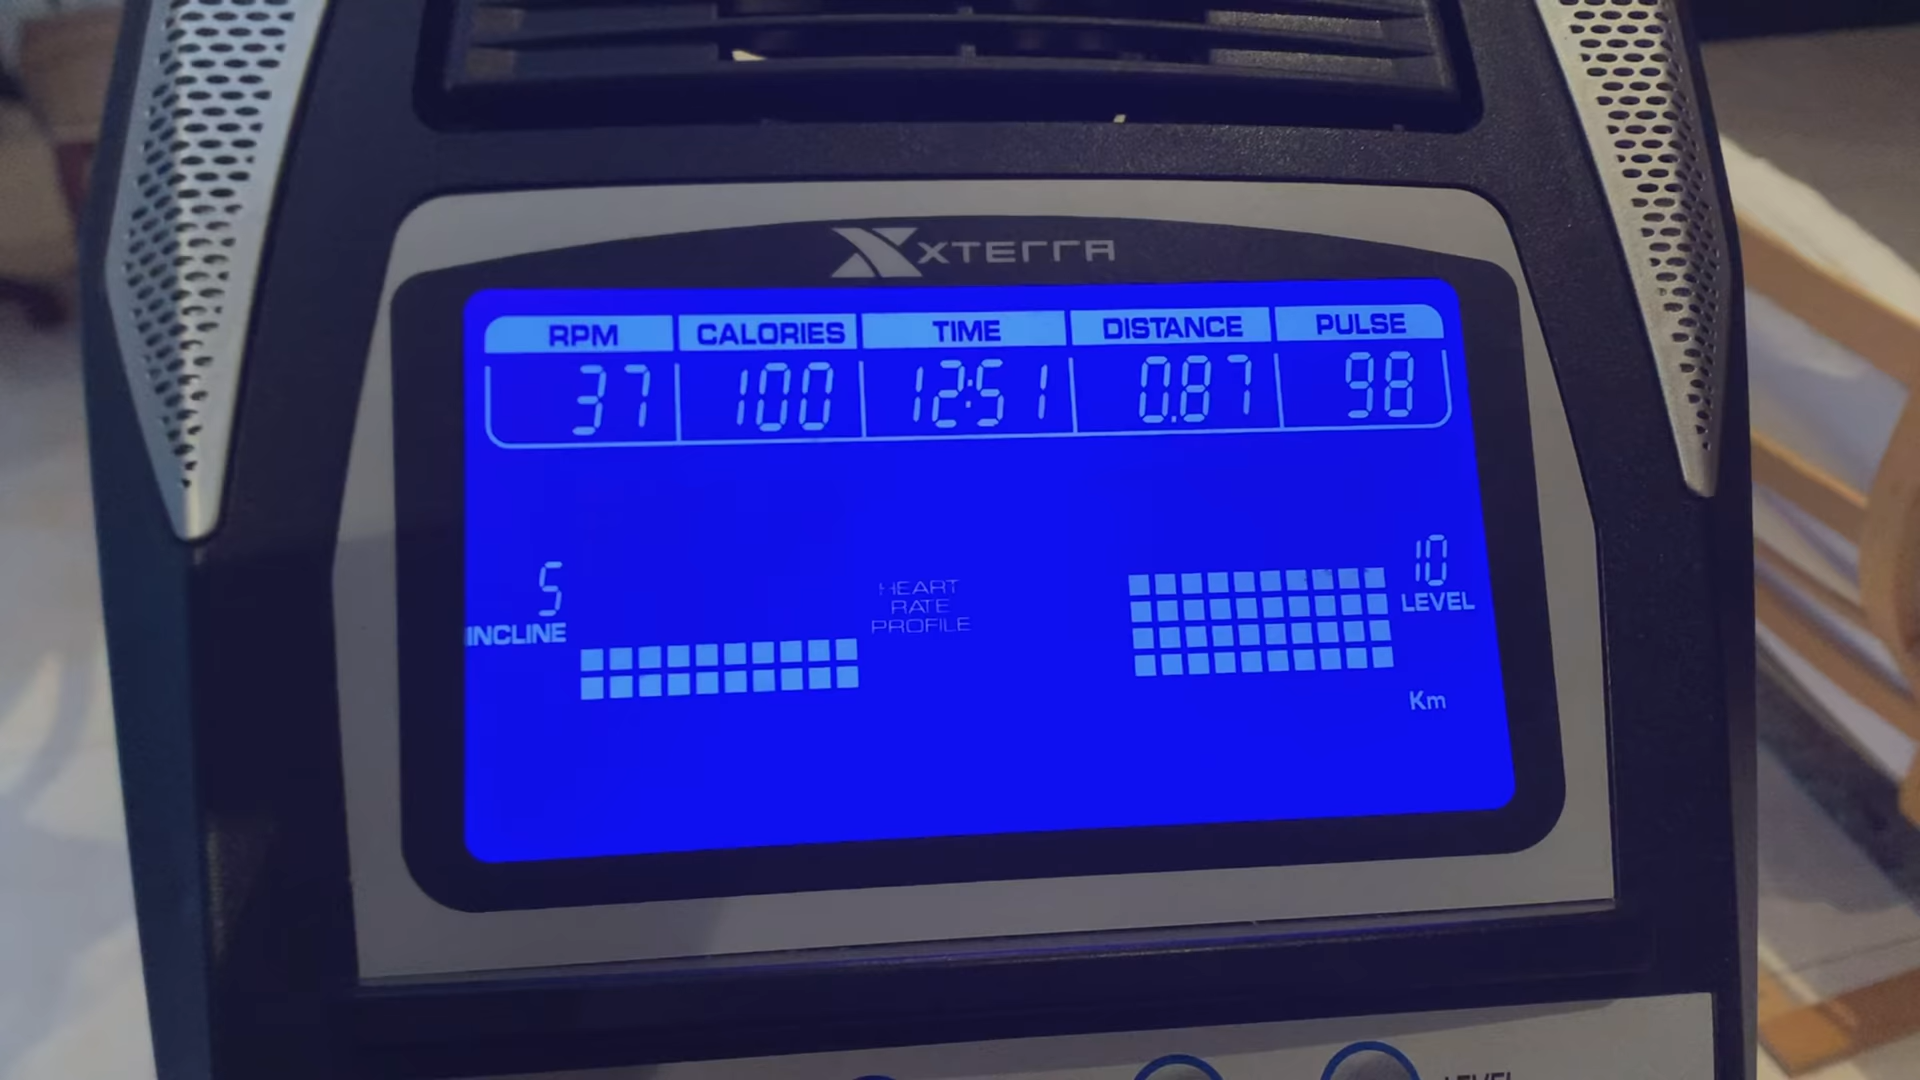 XTERRA
RPM CALORIES TIME DISTANCE PULSE
37 100 12:51 0.87 98
5
INCLINE
HEART
RATE
PROFILE
10
LEVEL
Km
LEVEL